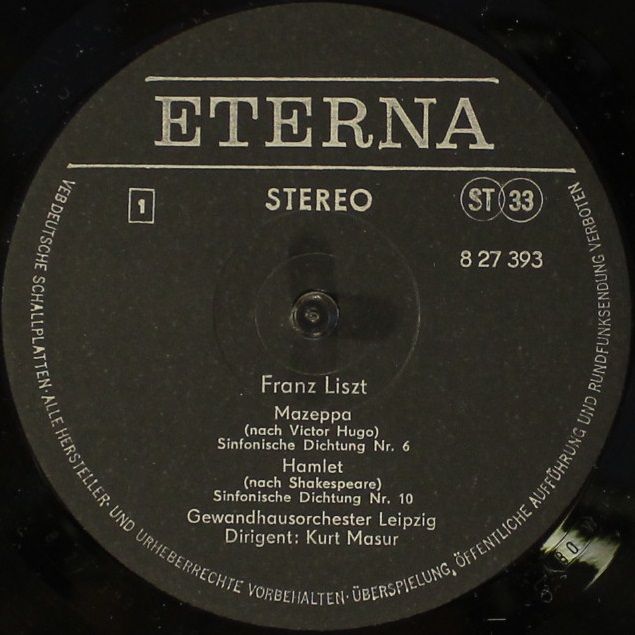 ETERNA
1
STEREO
ST 33
8 27 393
Franz Liszt
Mazeppa
(nach Victor Hugo)
Sinfonische Dichtung Nr. 6
Hamlet
(nach Shakespeare)
Sinfonische Dichtung Nr. 10
Gewandhausorchester Leipzig
Dirigent: Kurt Masur
VEB DEUTSCHE SCHALLPLATTEN · ALLE HERSTELLER- UND URHEBERRECHTE VORBEHALTEN · ÜBERSPIELUNG, ÖFFENTLICHE AUFFÜHRUNG UND RUNDFUNKSENDUNG VERBOTEN